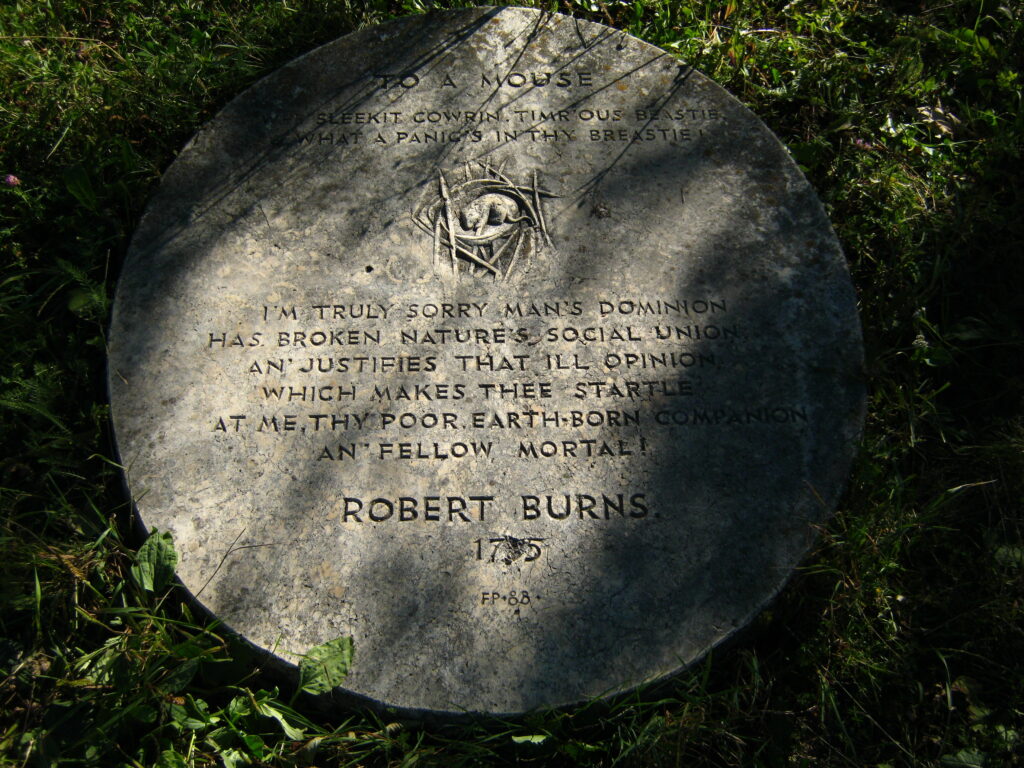 TO A MOUSE
SLEEKIT COWRIN, TIM'ROUS BEASTIE,
WHAT A PANIC'S IN THY BREASTIE!
I'M TRULY SORRY MAN'S DOMINION
HAS BROKEN NATURE'S SOCIAL UNION
AN' JUSTIFIES THAT ILL OPINION,
WHICH MAKES THEE STARTLE
AT ME, THY POOR, EARTH-BORN COMPANION
AN' FELLOW MORTAL!
ROBERT BURNS.
FP·88·